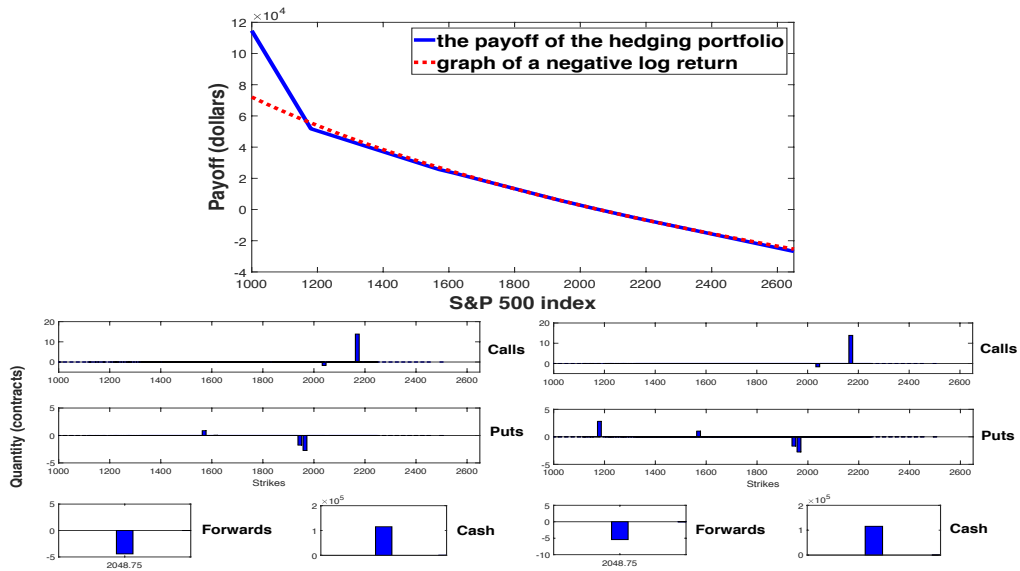 ×10⁴
12
10
8
6
4
2
0
-2
-4
Payoff (dollars)
the payoff of the hedging portfolio
graph of a negative log return
1000 1200 1400 1600 1800 2000 2200 2400 2600
S&P 500 index
Quantity (contracts)
20
10
0
1000 1200 1400 1600 1800 2000 2200 2400 2600
Calls
5
0
-5
1000 1200 1400 1600 1800 2000 2200 2400 2600
Strikes
Puts
5
0
-5
2048.75
Forwards
×10⁵
2
1
0
Cash
20
10
0
1000 1200 1400 1600 1800 2000 2200 2400 2600
Calls
5
0
-5
1000 1200 1400 1600 1800 2000 2200 2400 2600
Strikes
Puts
5
0
-5
-10
2048.75
Forwards
×10⁵
2
1
0
Cash